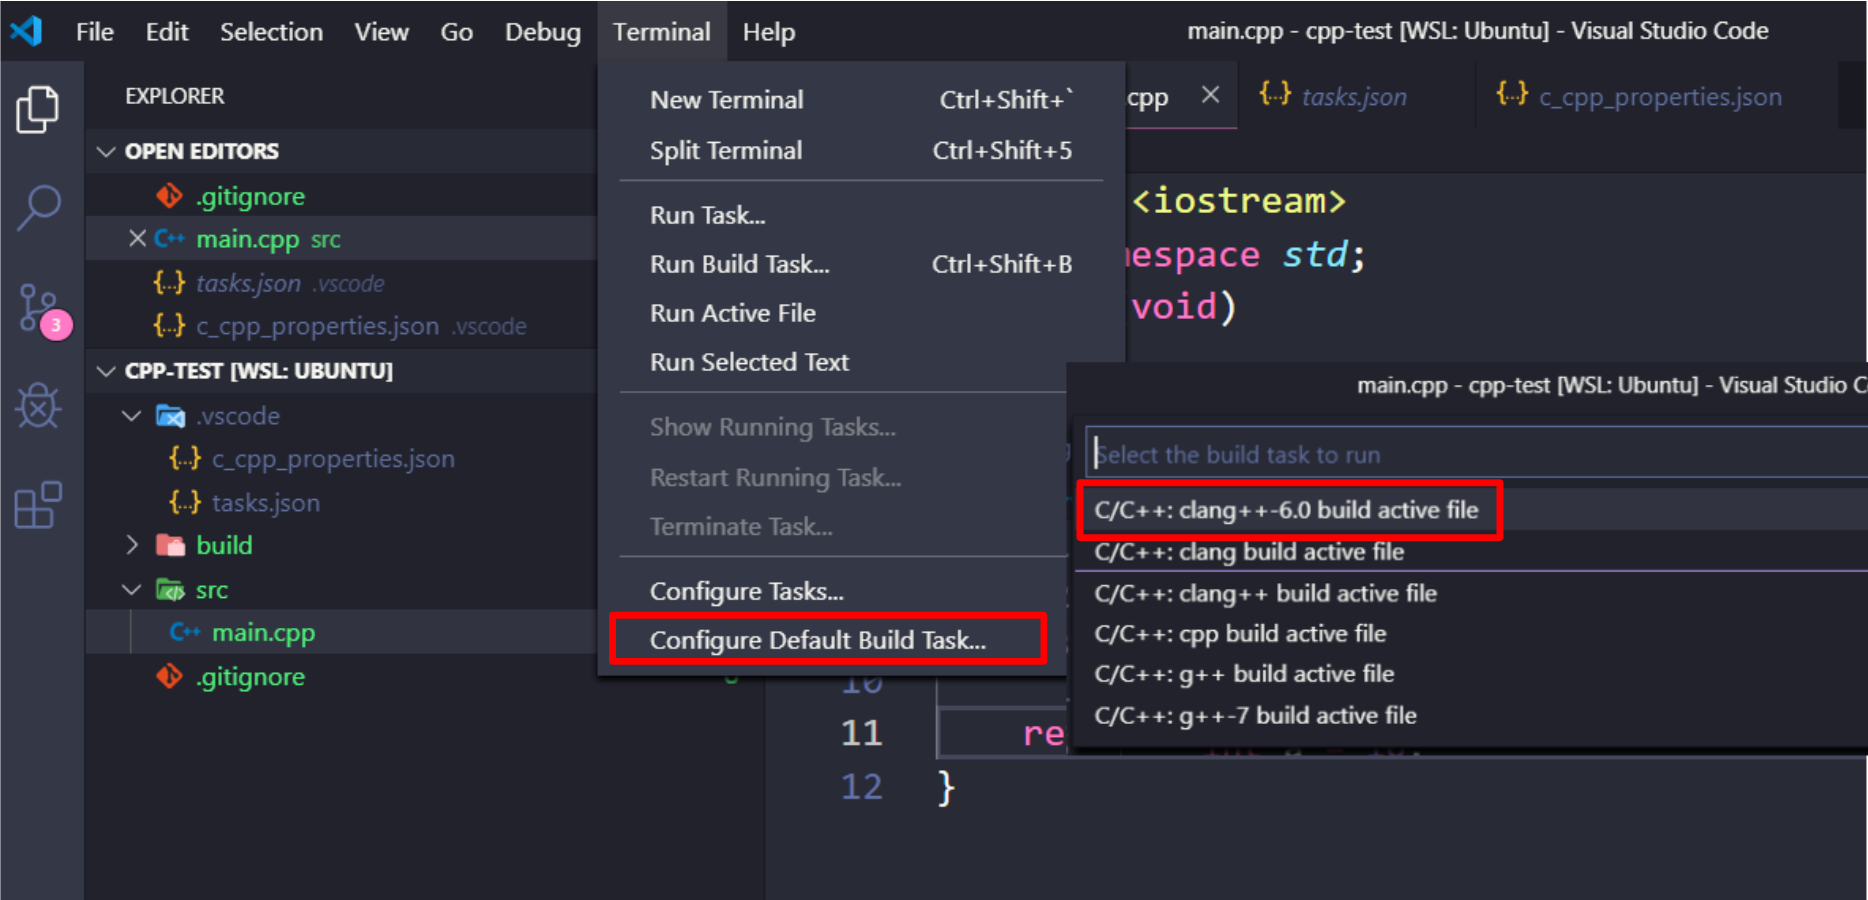 File Edit Selection View Go Debug Terminal Help
main.cpp - cpp-test [WSL: Ubuntu] - Visual Studio Code
EXPLORER
OPEN EDITORS
.gitignore
main.cpp src
tasks.json .vscode
c_cpp_properties.json .vscode
CPP-TEST [WSL: UBUNTU]
.vscode
c_cpp_properties.json
tasks.json
build
src
main.cpp
.gitignore
3
New Terminal Ctrl+Shift+`
Split Terminal Ctrl+Shift+5
Run Task...
Run Build Task... Ctrl+Shift+B
Run Active File
Run Selected Text
Show Running Tasks...
Restart Running Task...
Terminate Task...
Configure Tasks...
Configure Default Build Task...
.cpp
{..} tasks.json
{..} c_cpp_properties.json
<iostream>
espace std;
void)
main.cpp - cpp-test [WSL: Ubuntu] - Visual Studio C
Select the build task to run
C/C++: clang++-6.0 build active file
C/C++: clang build active file
C/C++: clang++ build active file
C/C++: cpp build active file
C/C++: g++ build active file
C/C++: g++-7 build active file
10
11 re
12 }